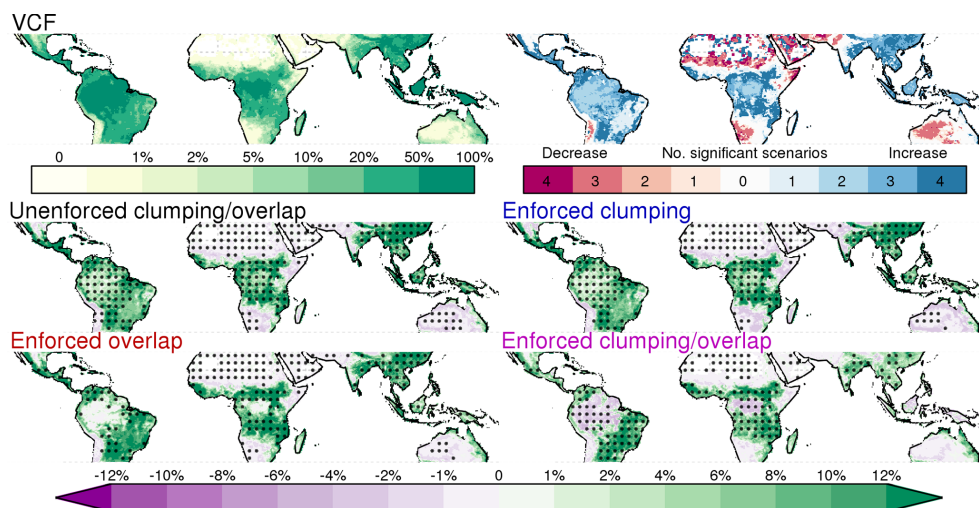 VCF
0 1% 2% 5% 10% 20% 50% 100%
Decrease No. significant scenarios Increase
4 3 2 1 0 1 2 3 4
Unenforced clumping/overlap
Enforced clumping
Enforced overlap
Enforced clumping/overlap
-12% -10% -8% -6% -4% -2% -1% 0 1% 2% 4% 6% 8% 10% 12%